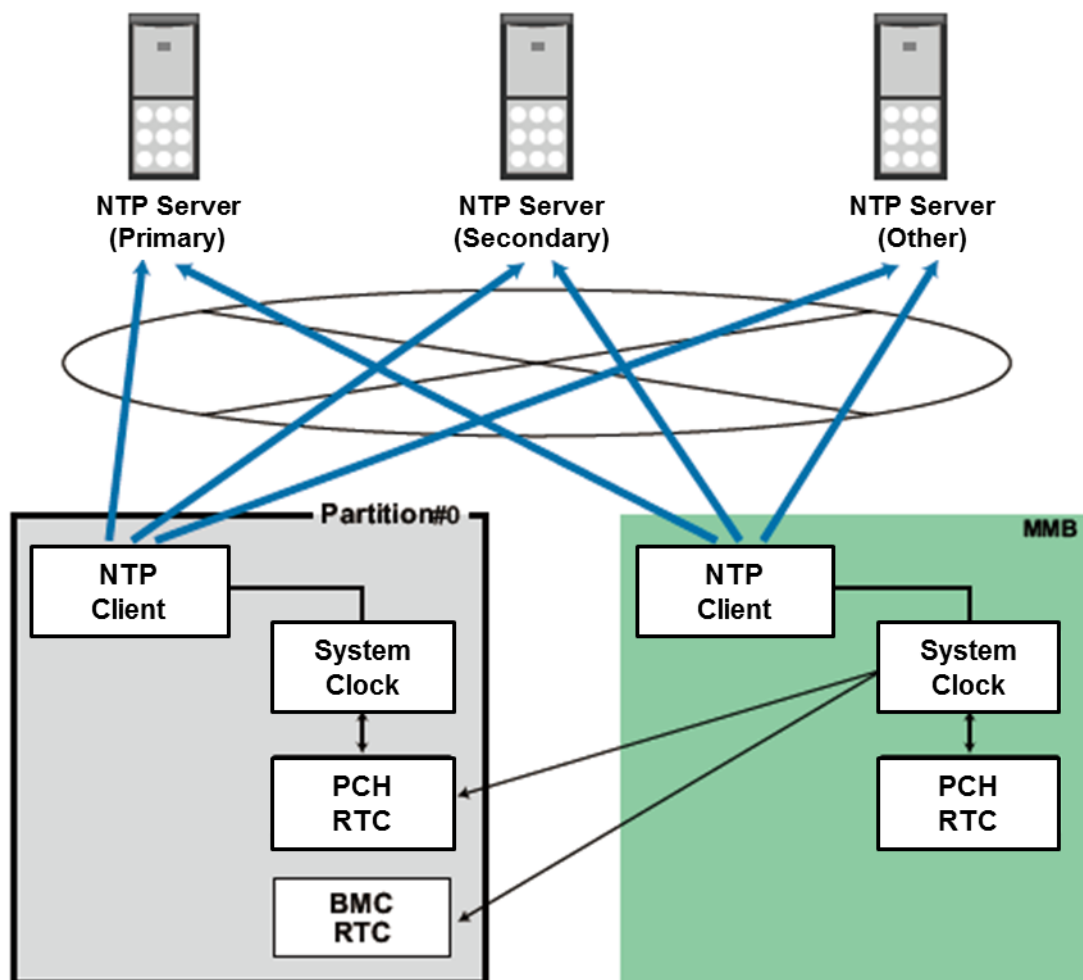 NTP Server
(Primary)
NTP Server
(Secondary)
NTP Server
(Other)
Partition#0
MMB
NTP
Client
System
Clock
PCH
RTC
BMC
RTC
NTP
Client
System
Clock
PCH
RTC